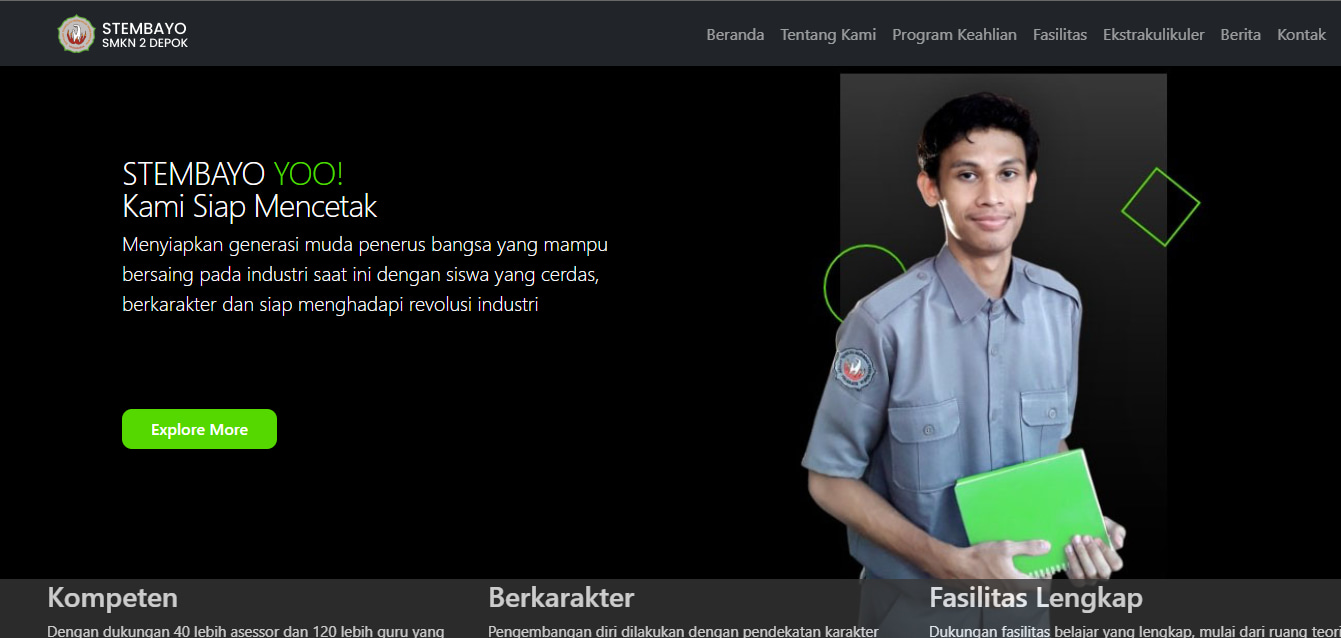 STEMBAYO
SMKN 2 DEPOK
Beranda Tentang Kami Program Keahlian Fasilitas Ekstrakulikuler Berita Kontak
STEMBAYO YOO!
Kami Siap Mencetak
Menyiapkan generasi muda penerus bangsa yang mampu
bersaing pada industri saat ini dengan siswa yang cerdas,
berkarakter dan siap menghadapi revolusi industri
Explore More
Kompeten
Dengan dukungan 40 lebih asessor dan 120 lebih guru yang
Berkarakter
Pengembangan diri dilakukan dengan pendekatan karakter
Fasilitas Lengkap
Dukungan fasilitas belajar yang lengkap, mulai dari ruang teori